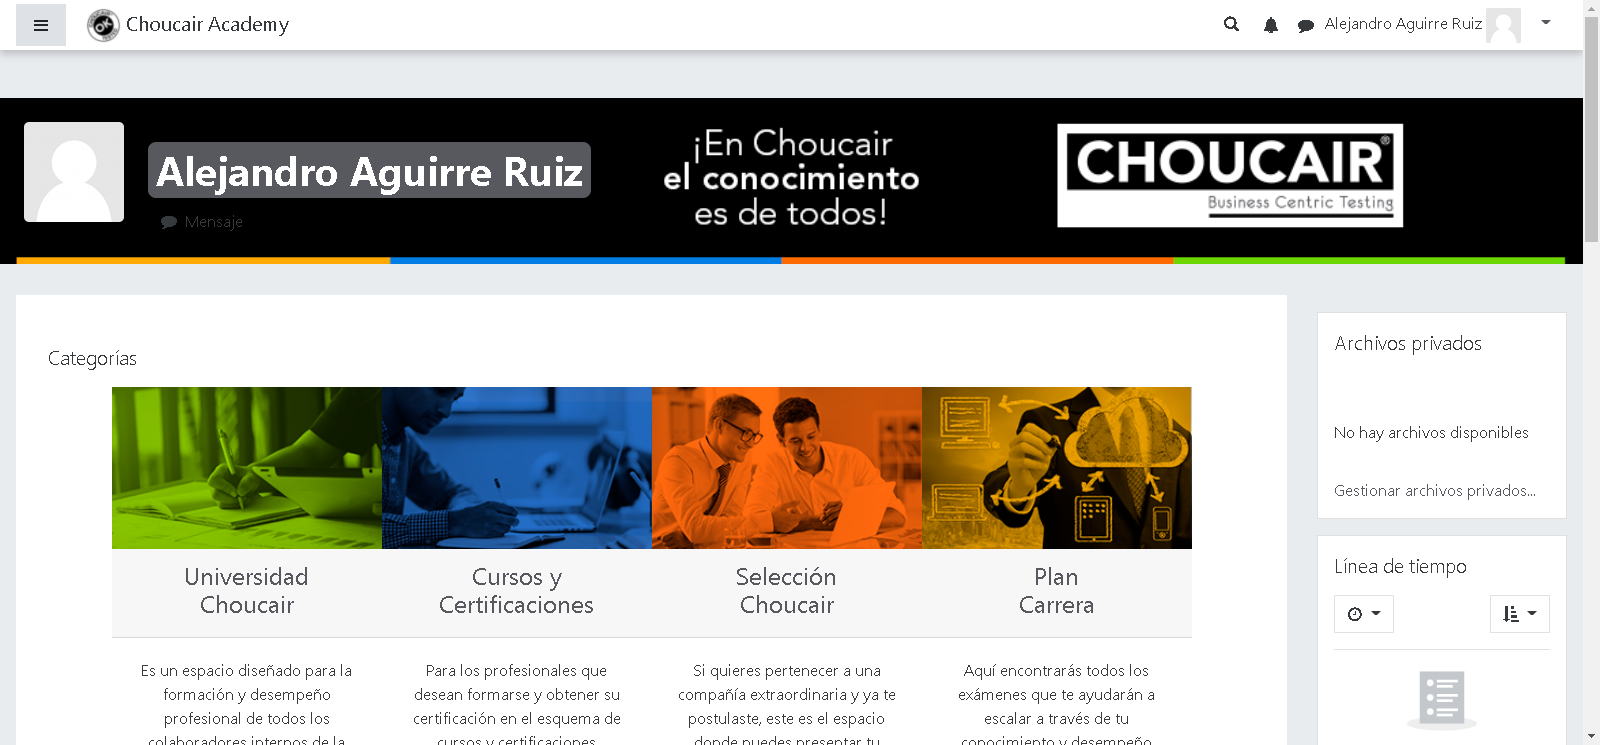 Choucair Academy
Alejandro Aguirre Ruiz
Alejandro Aguirre Ruiz
Mensaje
¡En Choucair
el conocimiento
es de todos!
CHOUCAIR®
Business Centric Testing
Categorías
Universidad
Choucair
Es un espacio diseñado para la
formación y desempeño
profesional de todos los
colaboradores internos de la
Cursos y
Certificaciones
Para los profesionales que
desean formarse y obtener su
certificación en el esquema de
cursos y certificaciones
Selección
Choucair
Si quieres pertenecer a una
compañía extraordinaria y ya te
postulaste, este es el espacio
donde puedes presentar tu
Plan
Carrera
Aquí encontrarás todos los
exámenes que te ayudarán a
escalar a través de tu
conocimiento y desempeño
Archivos privados
No hay archivos disponibles
Gestionar archivos privados...
Línea de tiempo